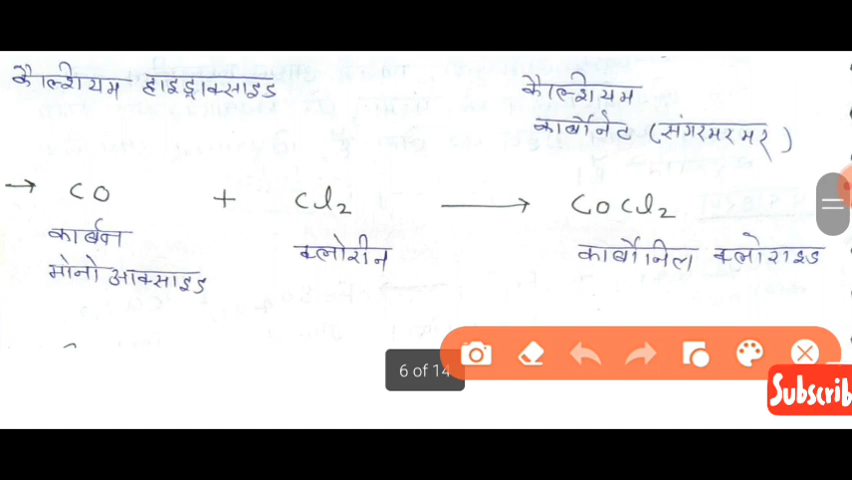 कैल्शियम हाइड्राक्साइड
कैल्शियम
कार्बोनेट (संगमरमर)
→ CO + Cl2 → COCl2
कार्बन
मोनो आक्साइड
क्लोरीन
कार्बोनिल क्लोराइड
6 of 14
Subscrib